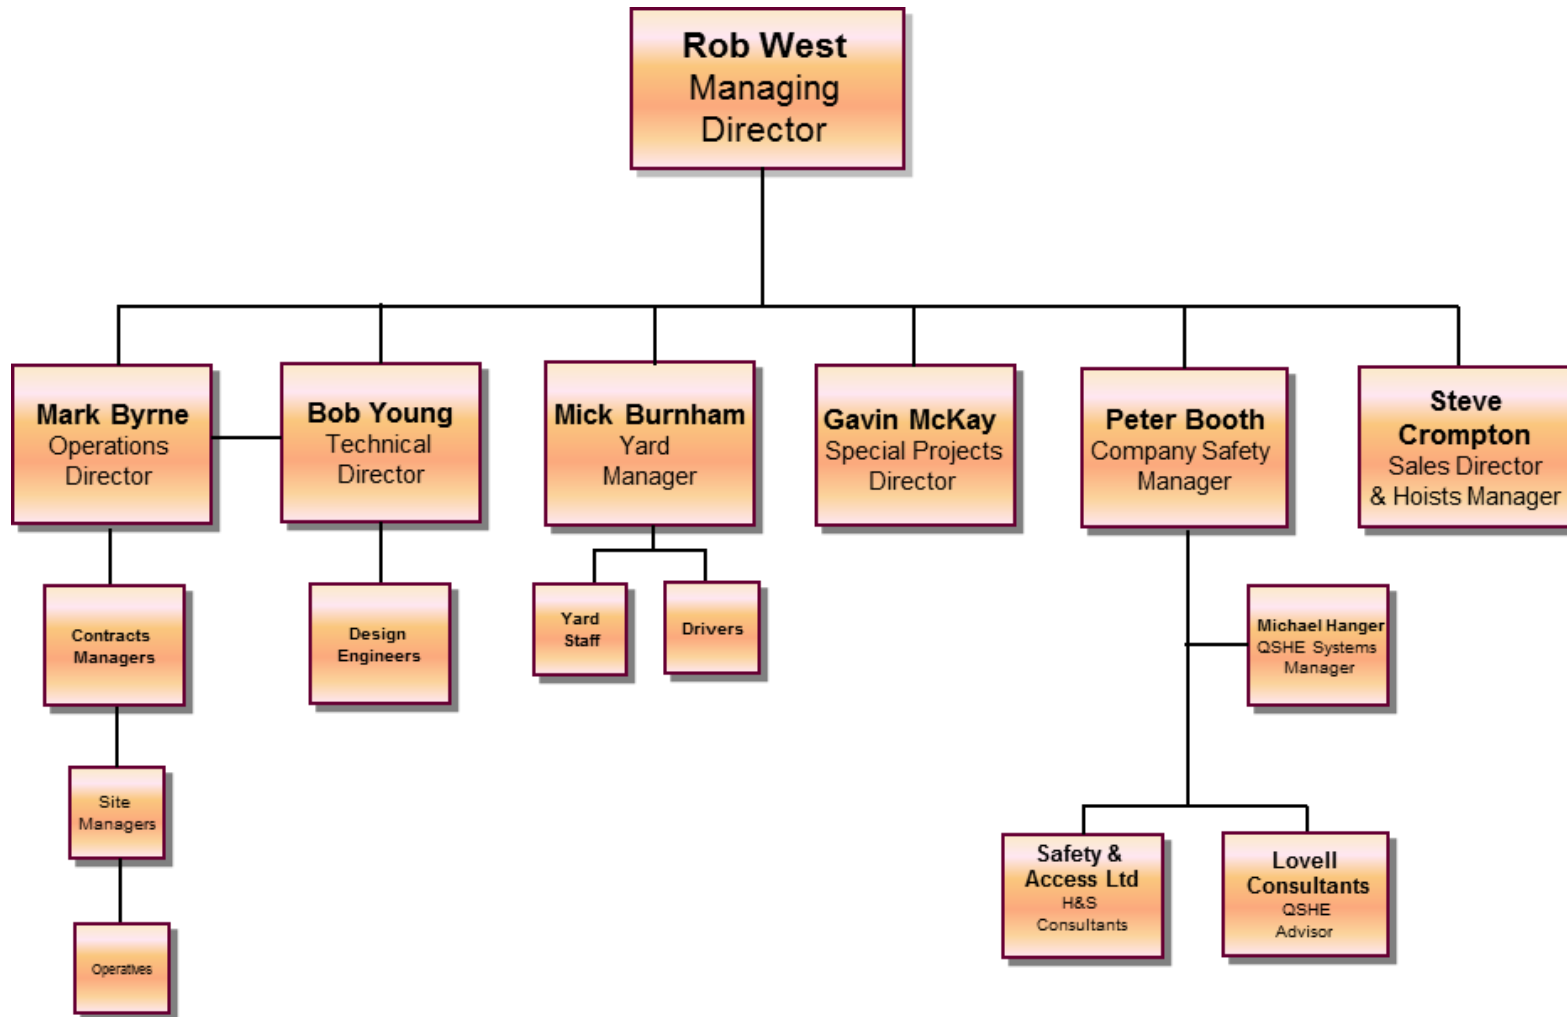 Rob West
Managing
Director
Mark Byrne
Operations
Director
Bob Young
Technical
Director
Mick Burnham
Yard
Manager
Gavin McKay
Special Projects
Director
Peter Booth
Company Safety
Manager
Steve
Crompton
Sales Director
& Hoists Manager
Contracts
Managers
Design
Engineers
Yard
Staff
Drivers
Michael Hanger
QSHE Systems
Manager
Site
Managers
Safety &
Access Ltd
H&S
Consultants
Lovell
Consultants
QSHE
Advisor
Operatives